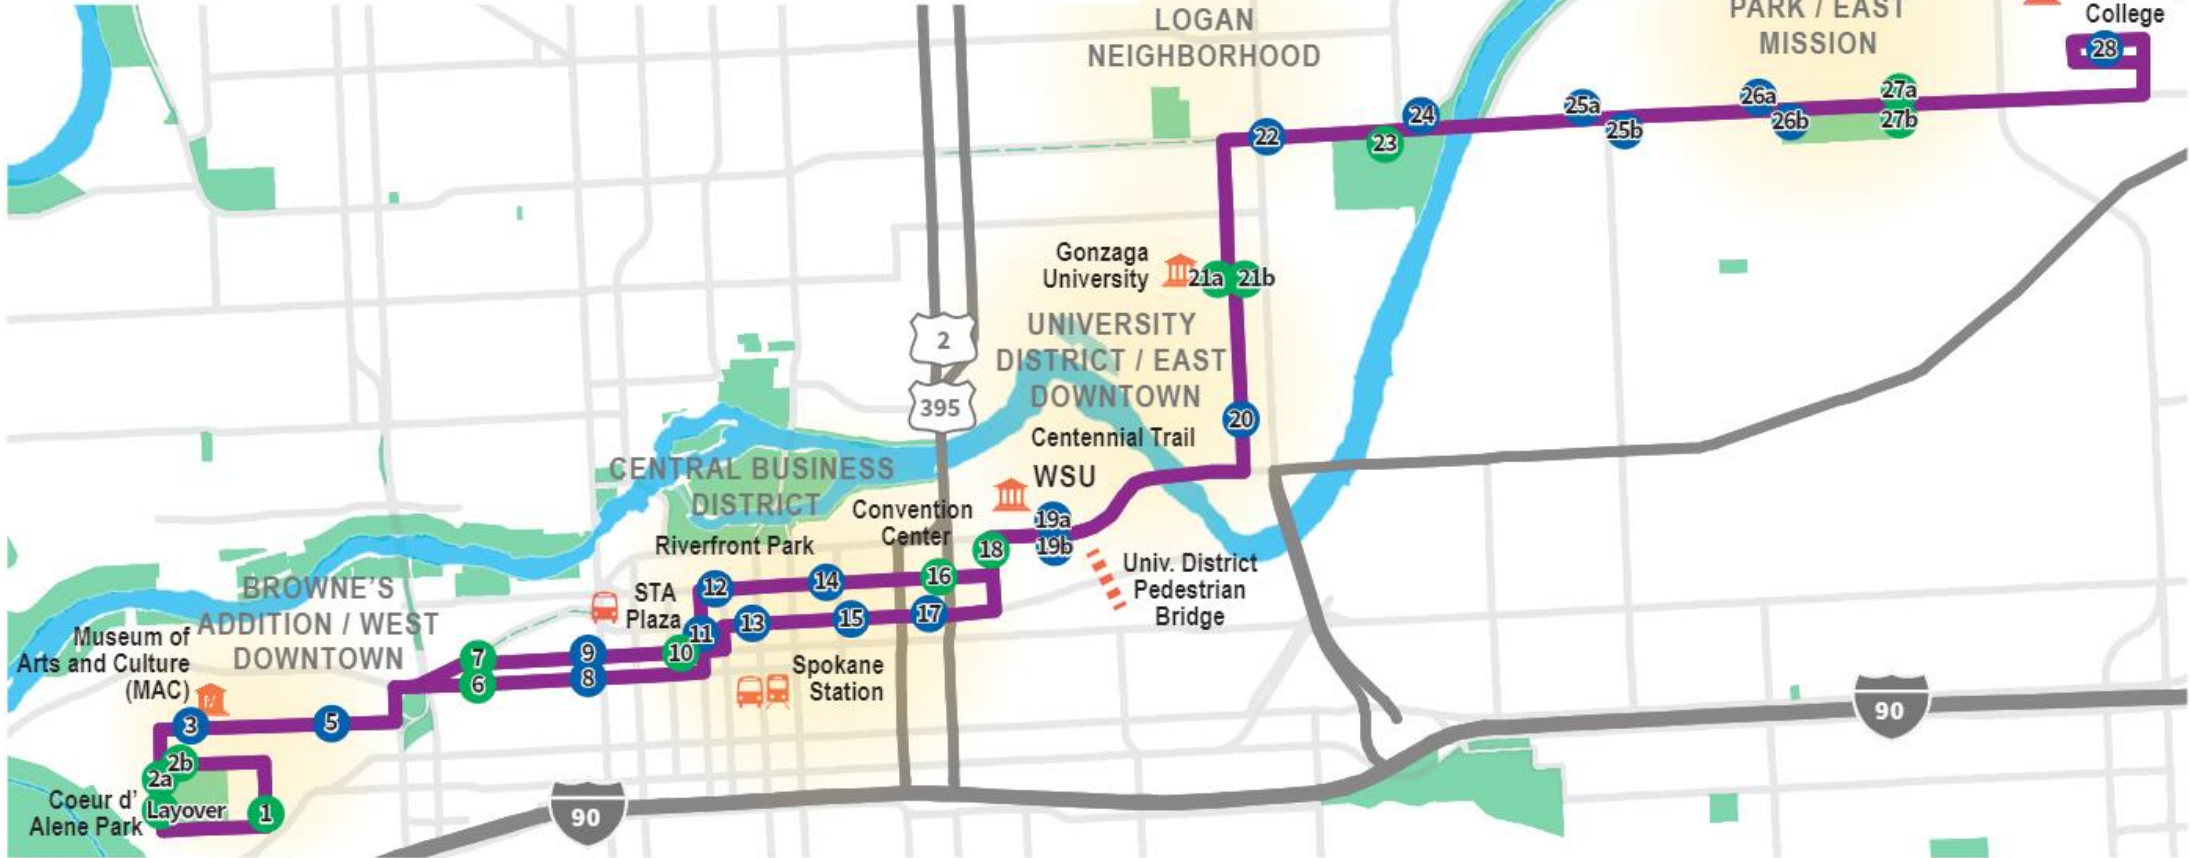 LOGAN
NEIGHBORHOOD
PARK / EAST
MISSION
College
28
27a
27b
26a
26b
25a
25b
24
23
22
Gonzaga
University
21a
21b
UNIVERSITY
DISTRICT / EAST
DOWNTOWN
2
395
20
Centennial Trail
WSU
19a
19b
Univ. District
Pedestrian
Bridge
CENTRAL BUSINESS
DISTRICT
Convention
Center
Riverfront Park
18
16
14
12
STA
Plaza
11
13
15
17
10
9
8
7
6
Spokane
Station
BROWNE'S
ADDITION / WEST
DOWNTOWN
Museum of
Arts and Culture
(MAC)
3
5
2b
2a
Layover
1
Coeur d'
Alene Park
90
90